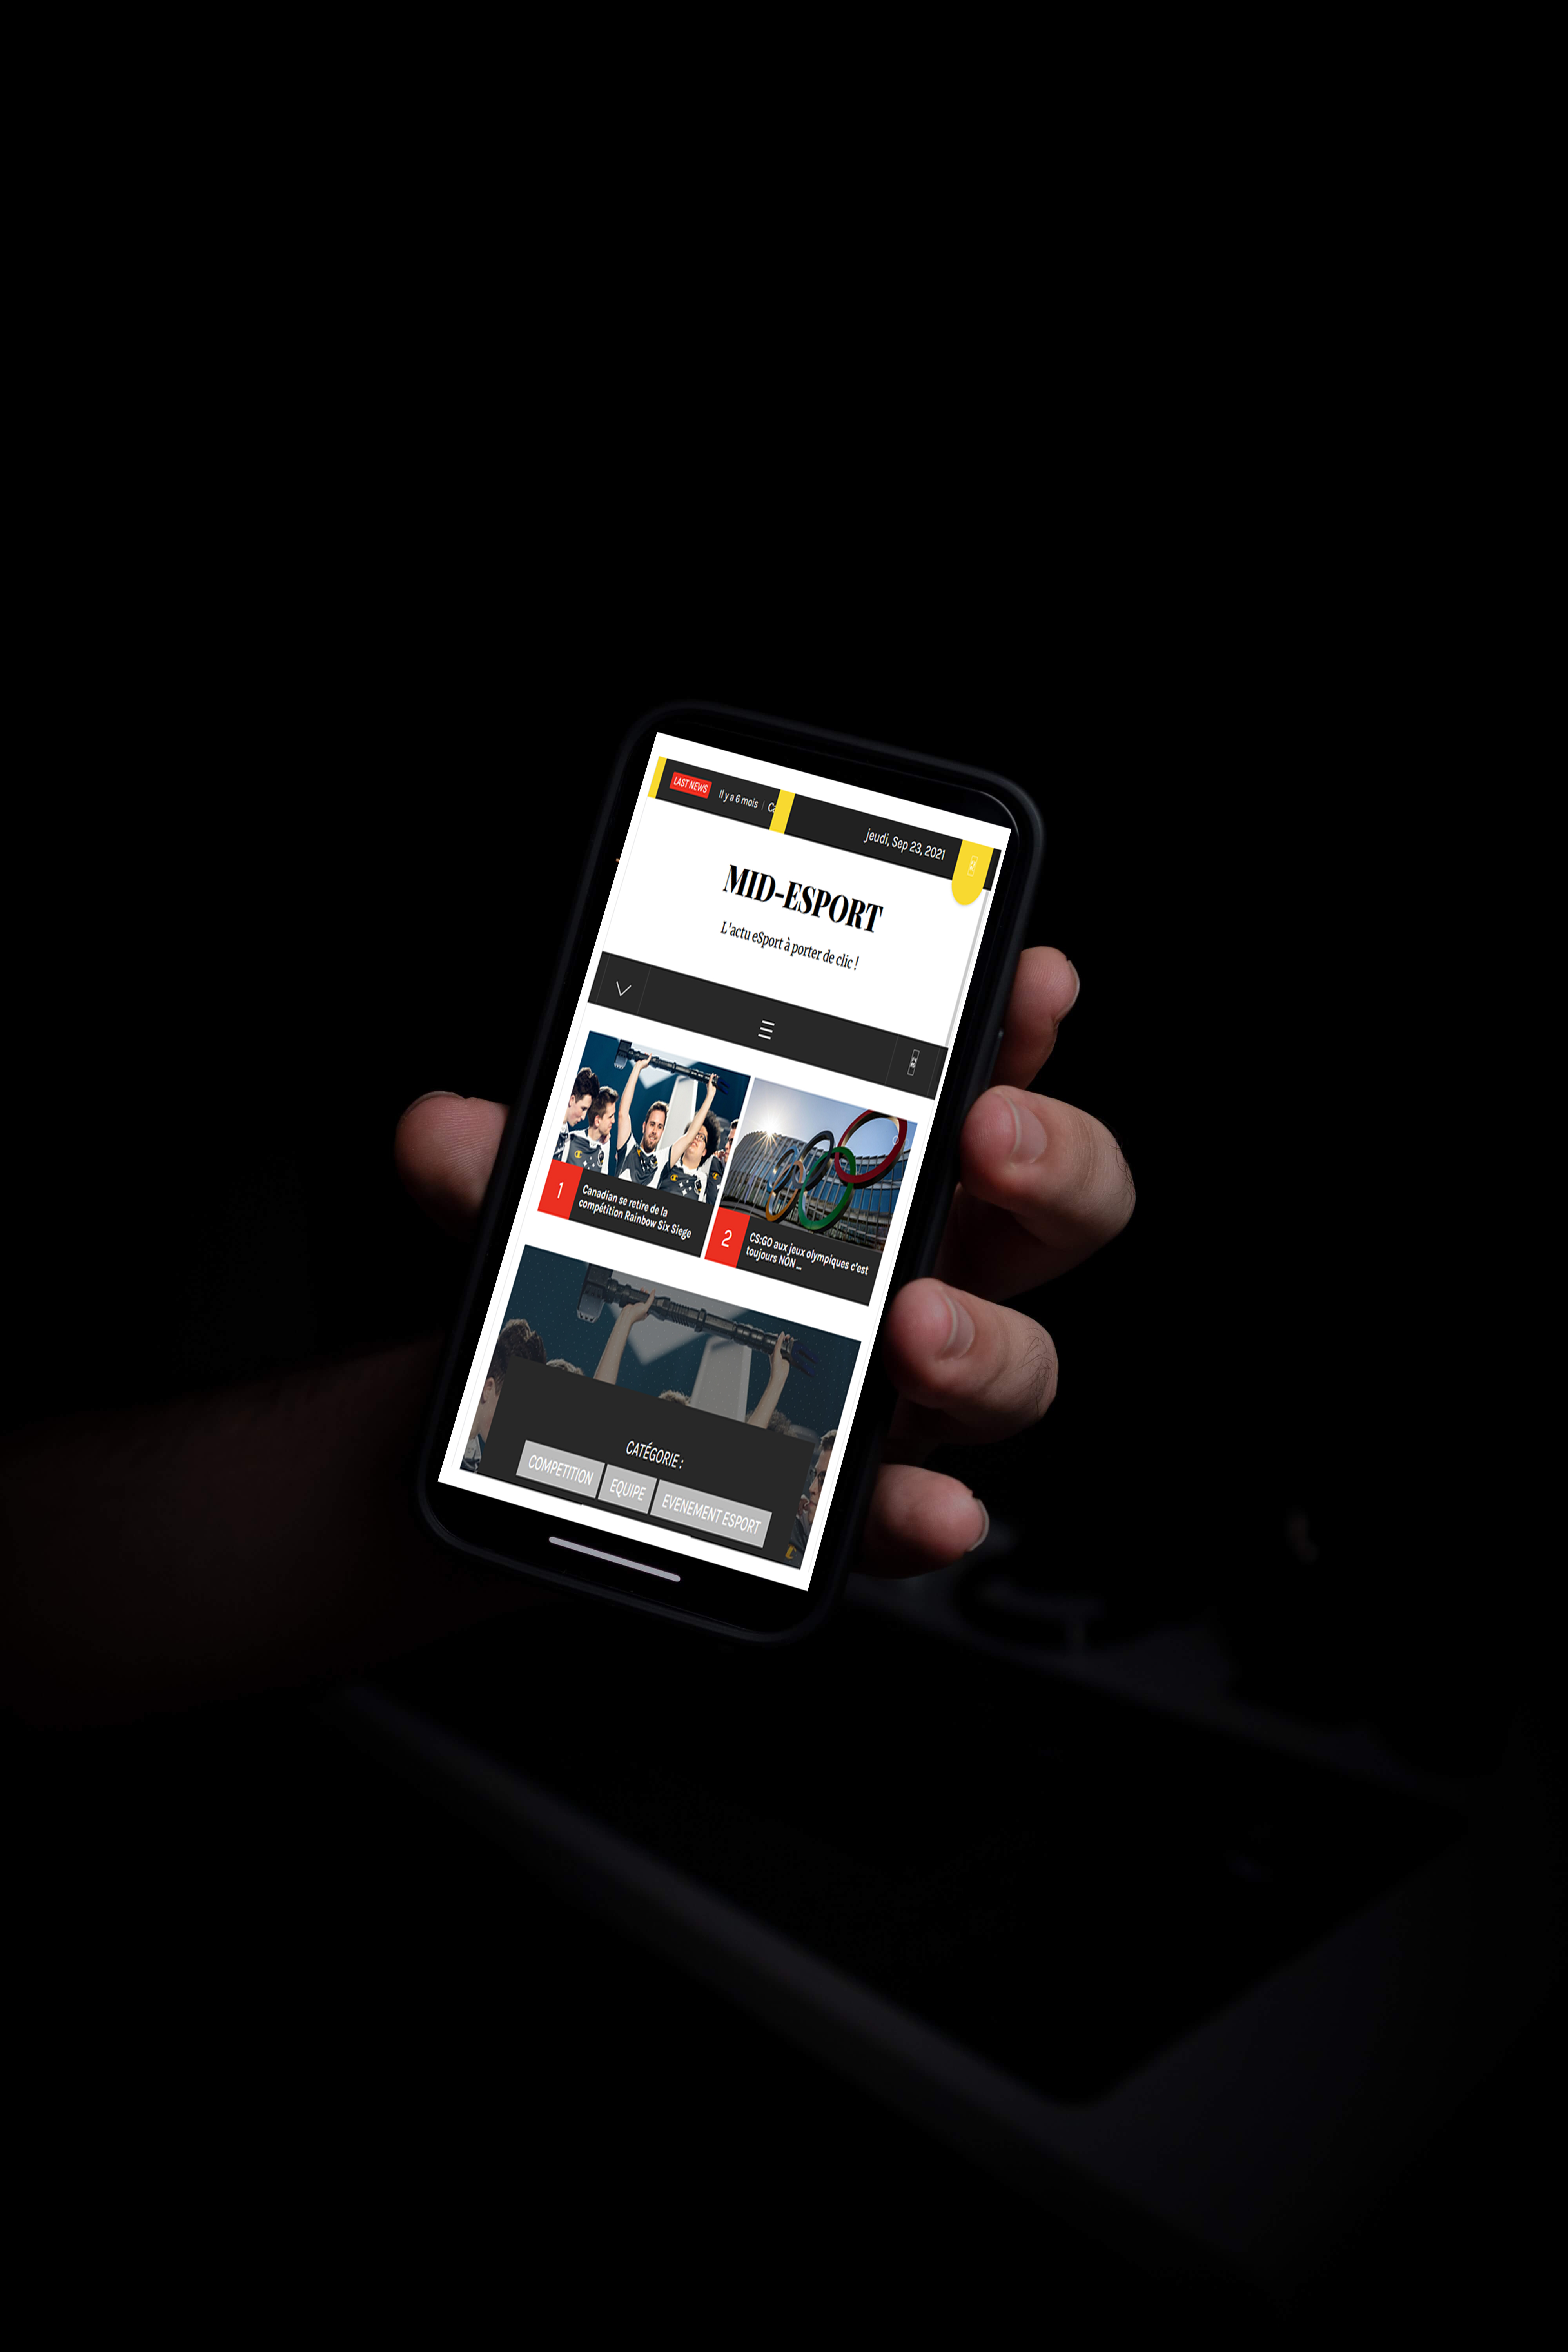 LAST NEWS
Il y a 6 mois
jeudi, Sep 23, 2021
MID-ESPORT
L'actu eSport à porter de clic !
1
Canadian se retire de la
compétition Rainbow Six Siege
2
CS:GO aux jeux olympiques c'est
toujours NON ...
CATÉGORIE :
COMPETITION
EQUIPE
EVENEMENT ESPORT